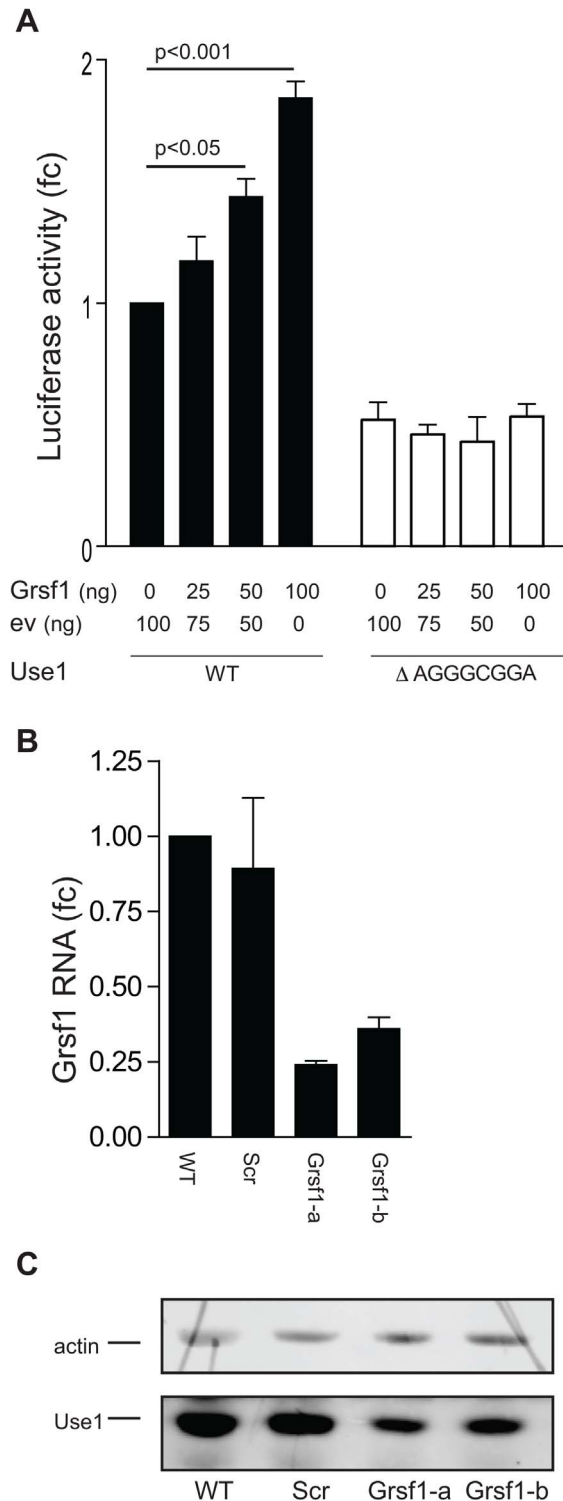 A
p<0.001
p<0.05
Luciferase activity (fc)
2
1
0
Grsf1 (ng) 0 25 50 100 0 25 50 100
ev (ng) 100 75 50 0 100 75 50 0
Use1 WT Δ AGGGCGGA
B
Grsf1 RNA (fc)
1.25
1.00
0.75
0.50
0.25
0.00
WT Scr Grsf1-a Grsf1-b
C
actin
Use1
WT Scr Grsf1-a Grsf1-b